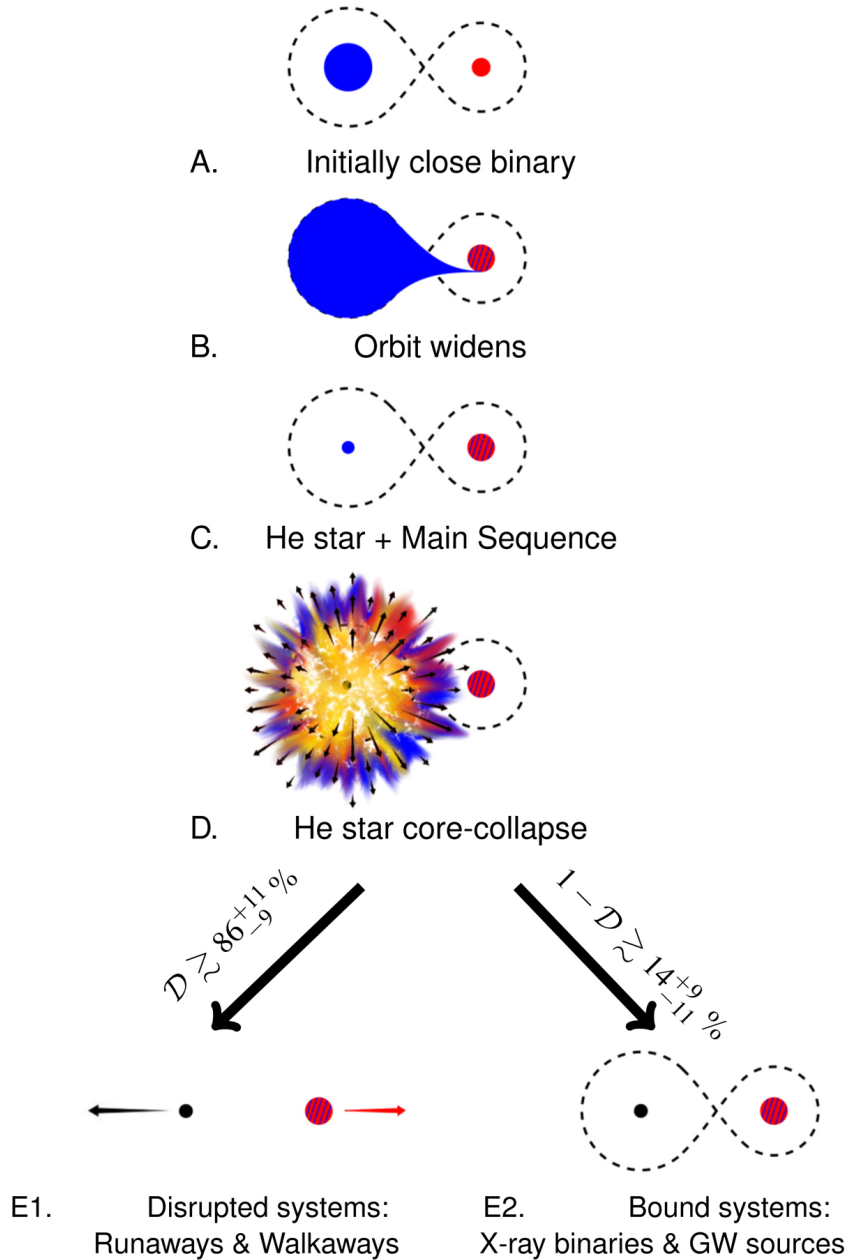 A. Initially close binary
B. Orbit widens
C. He star + Main Sequence
D. He star core-collapse
𝒟 ≳ 86⁺¹¹₋₉ %
1 − 𝒟 ≳ 14⁺⁹₋₁₁ %
E1. Disrupted systems:
Runaways & Walkaways
E2. Bound systems:
X-ray binaries & GW sources